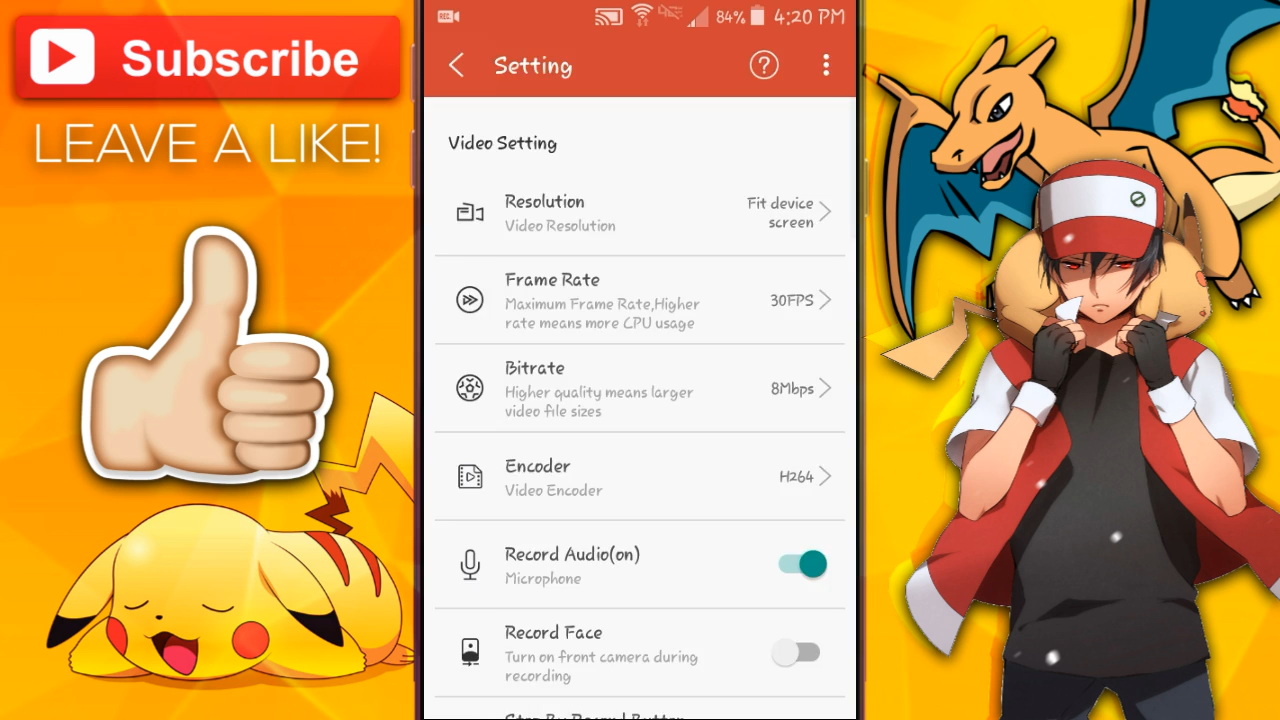 Subscribe
LEAVE A LIKE!
REC
84%
4:20 PM
Setting
?
Video Setting
Resolution
Video Resolution
Fit device
screen
Frame Rate
Maximum Frame Rate,Higher
rate means more CPU usage
30FPS
Bitrate
Higher quality means larger
video file sizes
8Mbps
Encoder
Video Encoder
H264
Record Audio(on)
Microphone
Record Face
Turn on front camera during
recording